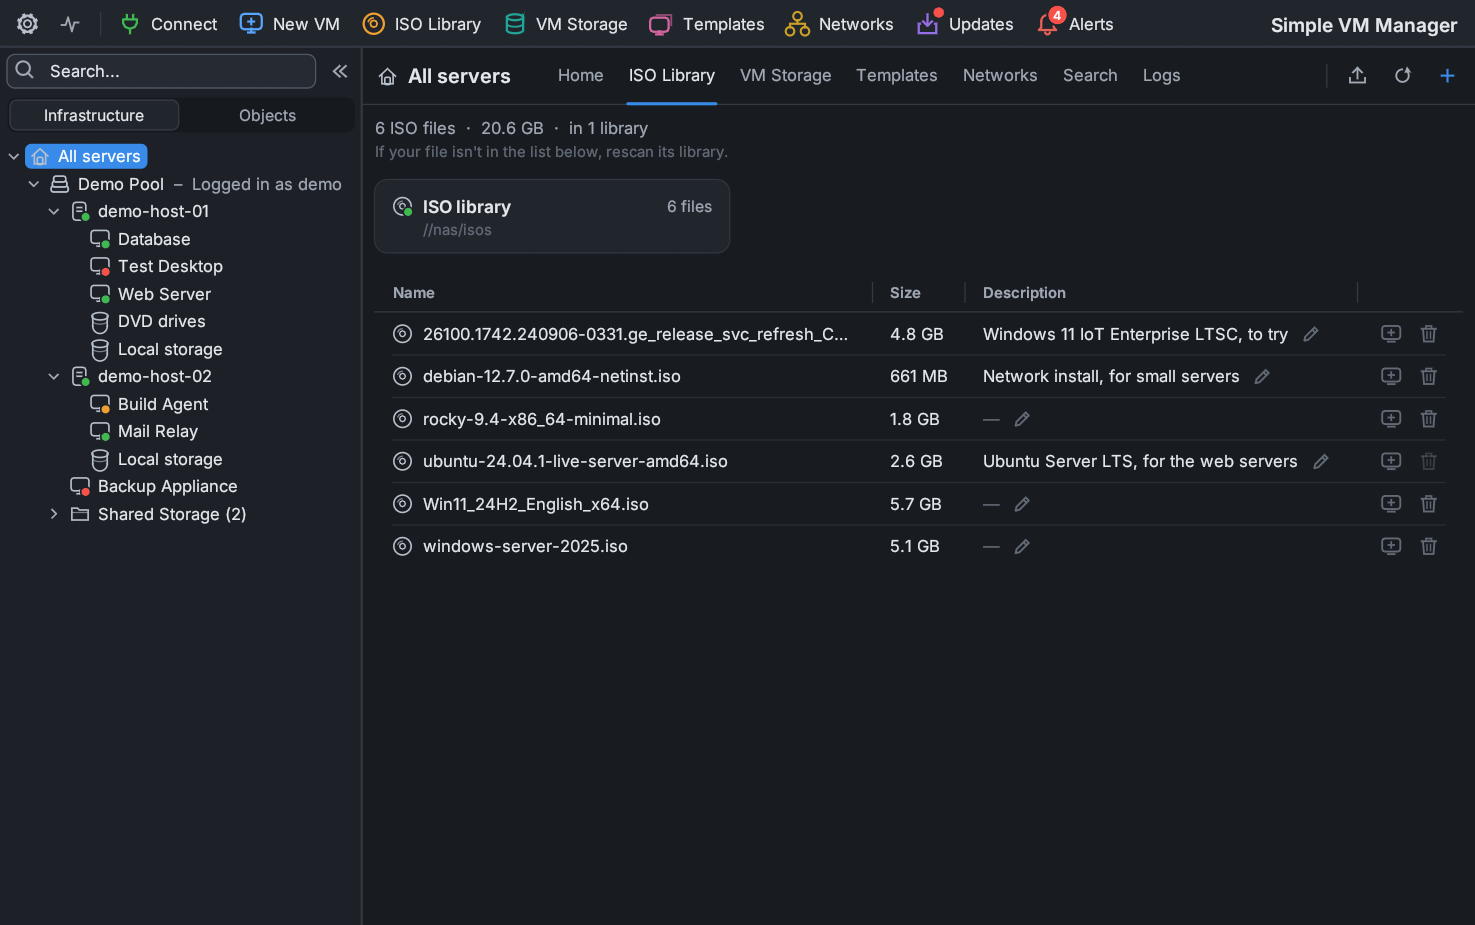 Connect New VM ISO Library VM Storage Templates Networks Updates 4 Alerts Simple VM Manager
Search...
All servers Home ISO Library VM Storage Templates Networks Search Logs
Infrastructure Objects
All servers
Demo Pool – Logged in as demo
demo-host-01
Database
Test Desktop
Web Server
DVD drives
Local storage
demo-host-02
Build Agent
Mail Relay
Local storage
Backup Appliance
Shared Storage (2)
6 ISO files · 20.6 GB · in 1 library
If your file isn't in the list below, rescan its library.
ISO library 6 files
//nas/isos
Name Size Description
26100.1742.240906-0331.ge_release_svc_refresh_C... 4.8 GB Windows 11 IoT Enterprise LTSC, to try
debian-12.7.0-amd64-netinst.iso 661 MB Network install, for small servers
rocky-9.4-x86_64-minimal.iso 1.8 GB —
ubuntu-24.04.1-live-server-amd64.iso 2.6 GB Ubuntu Server LTS, for the web servers
Win11_24H2_English_x64.iso 5.7 GB —
windows-server-2025.iso 5.1 GB —